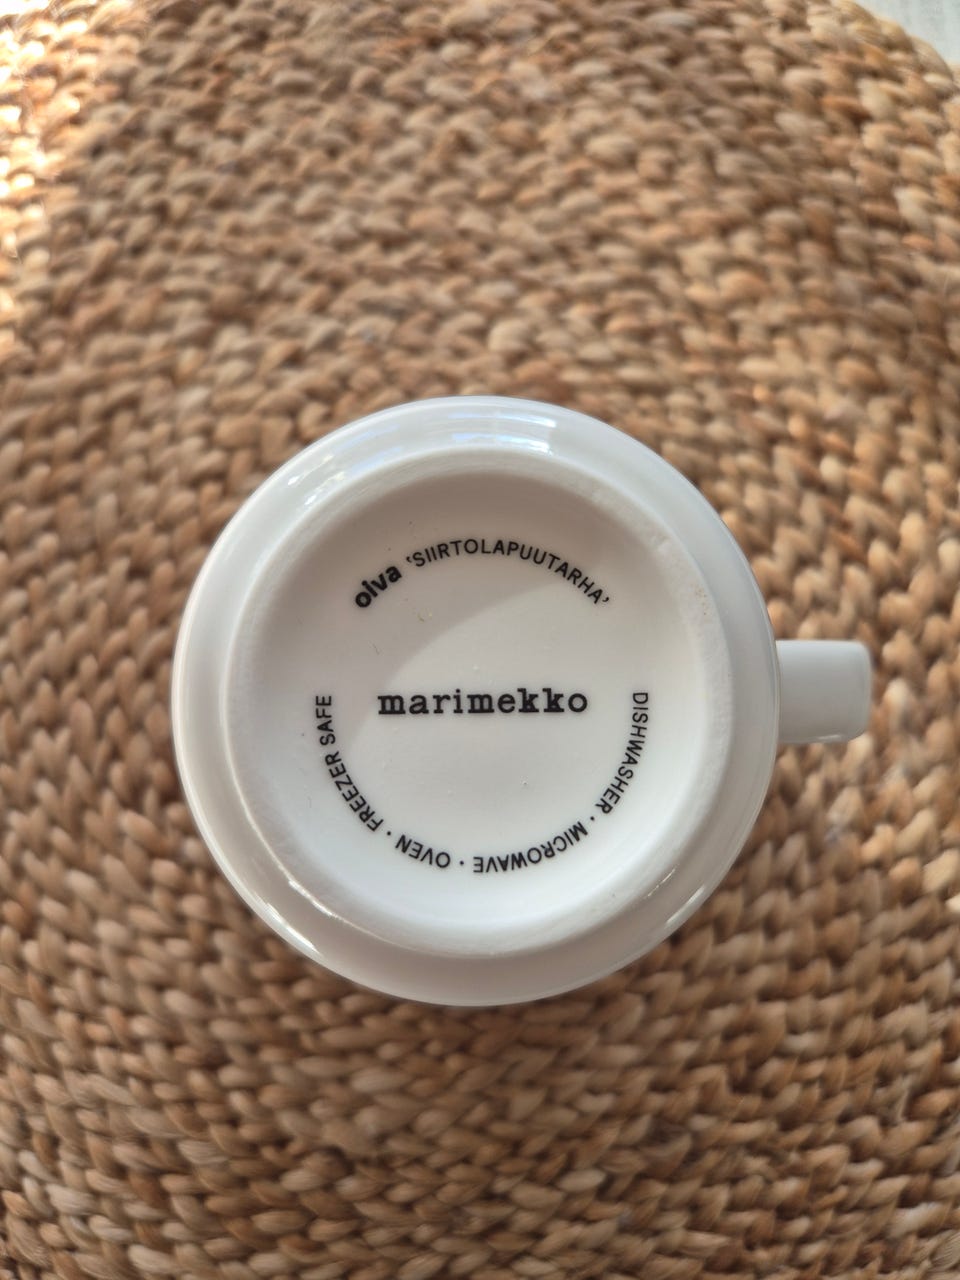 oiva ‘SIIRTOLAPUUTARHA’
marimekko
DISHWASHER · MICROWAVE · OVEN · FREEZER SAFE